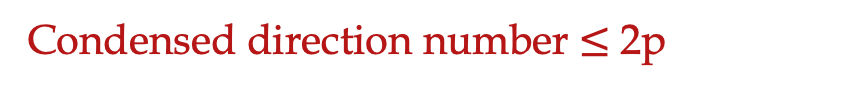 Condensed direction number ≤ 2p